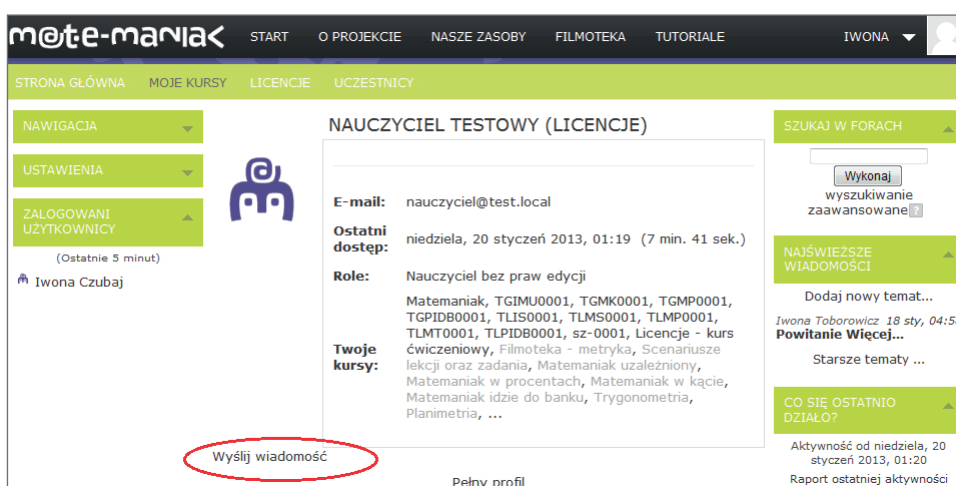 m@te-maniak
START O PROJEKCIE NASZE ZASOBY FILMOTEKA TUTORIALE IWONA
STRONA GŁÓWNA MOJE KURSY LICENCJE UCZESTNICY
NAWIGACJA
USTAWIENIA
ZALOGOWANI
UŻYTKOWNICY
(Ostatnie 5 minut)
Iwona Czubaj
NAUCZYCIEL TESTOWY (LICENCJE)
E-mail: nauczyciel@test.local
Ostatni
dostęp: niedziela, 20 styczeń 2013, 01:19 (7 min. 41 sek.)
Role: Nauczyciel bez praw edycji
Twoje
kursy:
Matemaniak, TGIMU0001, TGMK0001, TGMP0001,
TGPIDB0001, TLIS0001, TLMS0001, TLMP0001,
TLMT0001, TLPIDB0001, sz-0001, Licencje - kurs
ćwiczeniowy, Filmoteka - metryka, Scenariusze
lekcji oraz zadania, Matemaniak uzależniony,
Matemaniak w procentach, Matemaniak w kącie,
Matemaniak idzie do banku, Trygonometria,
Planimetria, ...
Wyślij wiadomość
Pełny profil
SZUKAJ W FORACH
Wykonaj
wyszukiwanie
zaawansowane ?
NAJŚWIEŻSZE
WIADOMOŚCI
Dodaj nowy temat...
Iwona Toborowicz 18 sty,
Powitanie Więcej...
Starsze tematy ...
CO SIĘ OSTATNIO
DZIAŁO?
Aktywność od niedziela, 20
styczeń 2013, 01:20
Raport ostatniej aktywności